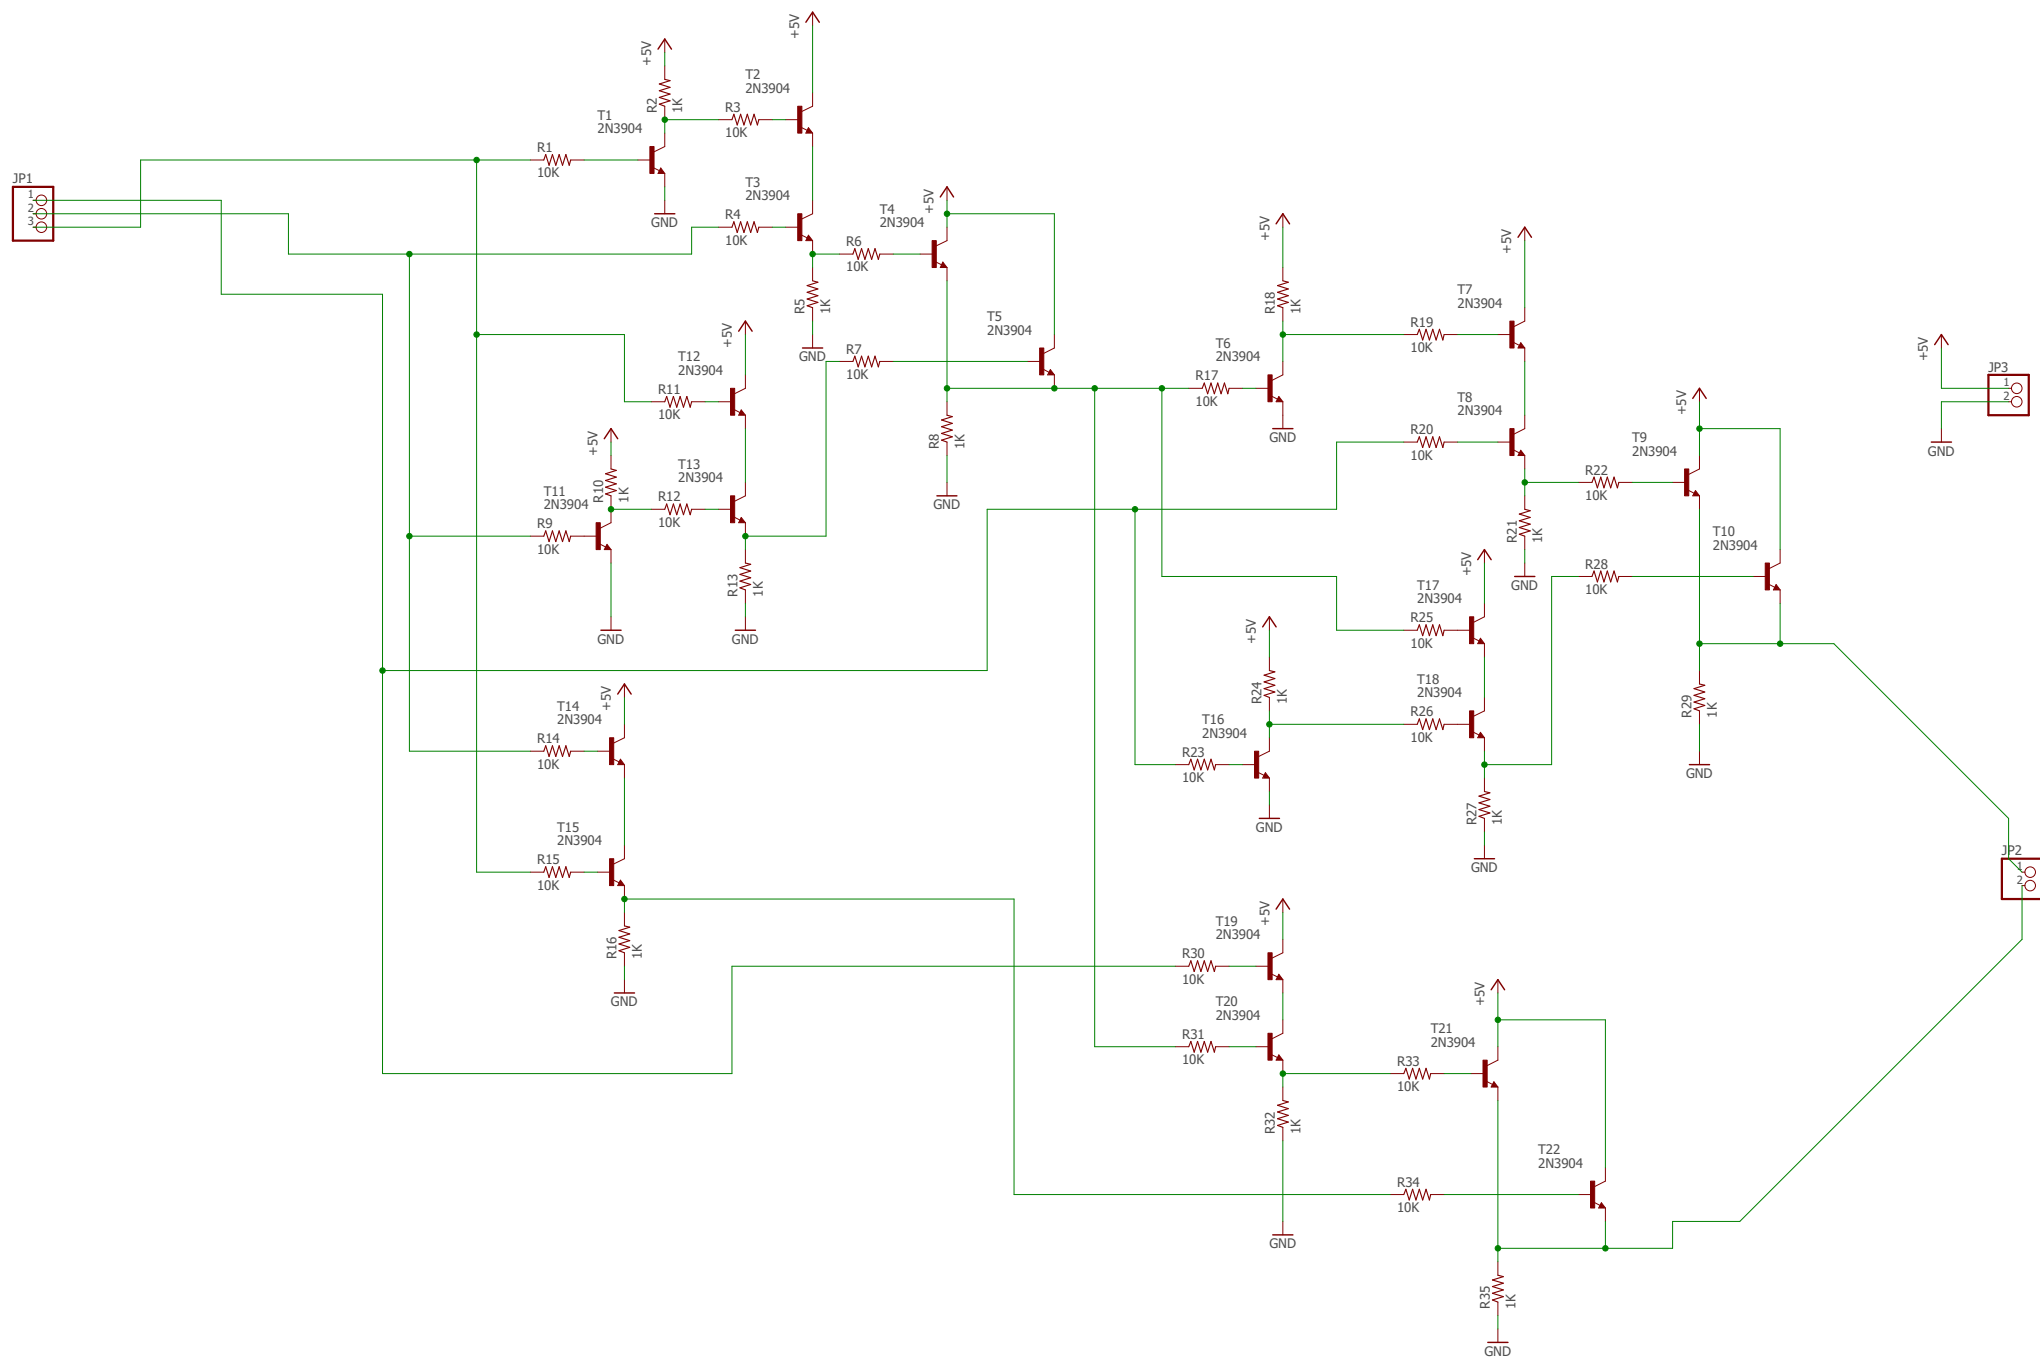 JP1
1
2
3
R1
10K
+5V
R2
1K
T1
2N3904
GND
R3
10K
T2
2N3904
+5V
R4
10K
T3
2N3904
R5
1K
GND
R6
10K
T4
2N3904
+5V
R7
10K
T5
2N3904
R8
1K
GND
R9
10K
T11
2N3904
+5V
R10
1K
GND
R11
10K
T12
2N3904
+5V
R12
10K
T13
2N3904
R13
1K
GND
R14
10K
T14
2N3904
+5V
R15
10K
T15
2N3904
R16
1K
GND
R17
10K
T6
2N3904
+5V
R18
1K
GND
R19
10K
T7
2N3904
+5V
R20
10K
T8
2N3904
R21
1K
GND
R22
10K
T9
2N3904
+5V
R28
10K
T10
2N3904
R29
1K
GND
R23
10K
T16
2N3904
+5V
R24
1K
GND
R25
10K
T17
2N3904
+5V
R26
10K
T18
2N3904
R27
1K
GND
R30
10K
T19
2N3904
+5V
R31
10K
T20
2N3904
R32
1K
GND
R33
10K
T21
2N3904
+5V
R34
10K
T22
2N3904
R35
1K
GND
+5V
JP3
1
2
GND
JP2
1
2